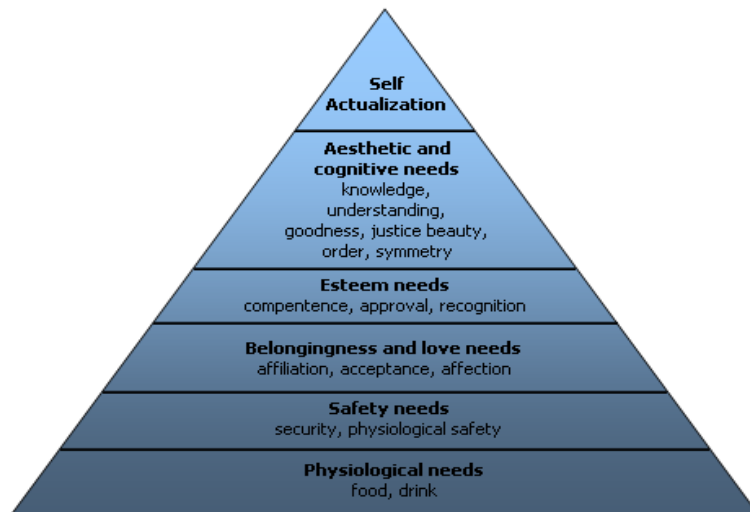 Self
Actualization
Aesthetic and
cognitive needs
knowledge,
understanding,
goodness, justice beauty,
order, symmetry
Esteem needs
compentence, approval, recognition
Belongingness and love needs
affiliation, acceptance, affection
Safety needs
security, physiological safety
Physiological needs
food, drink